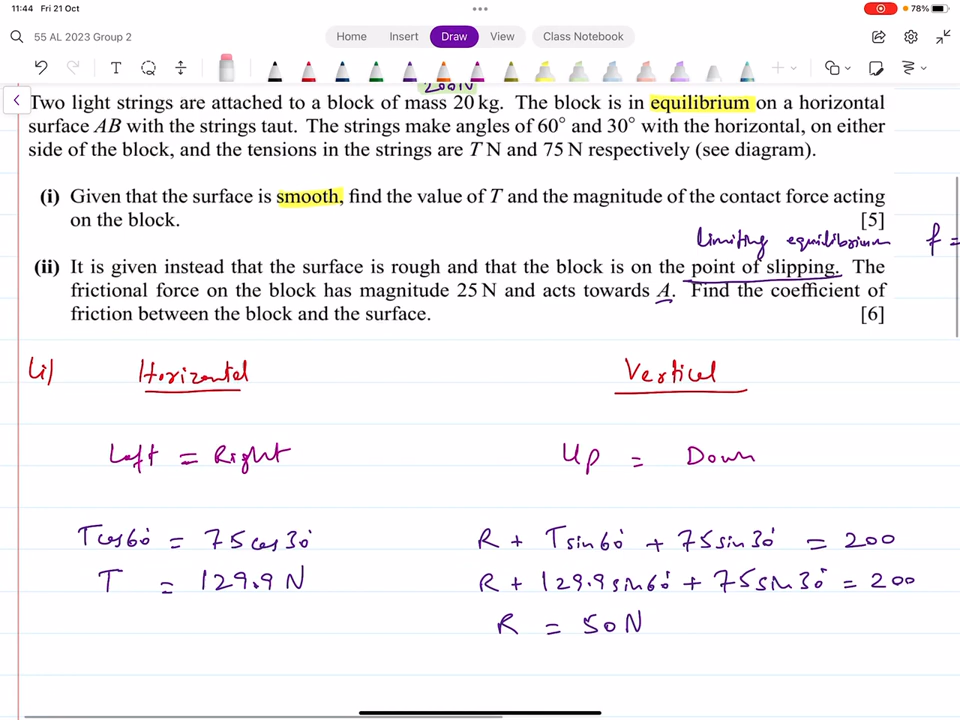 11:44 Fri 21 Oct
78%
55 AL 2023 Group 2
Home Insert Draw View Class Notebook
200N
Two light strings are attached to a block of mass 20 kg. The block is in equilibrium on a horizontal
surface AB with the strings taut. The strings make angles of 60° and 30° with the horizontal, on either
side of the block, and the tensions in the strings are T N and 75 N respectively (see diagram).
(i) Given that the surface is smooth, find the value of T and the magnitude of the contact force acting
on the block. [5]
limiting equilibrium f =
(ii) It is given instead that the surface is rough and that the block is on the point of slipping. The
frictional force on the block has magnitude 25 N and acts towards A. Find the coefficient of
friction between the block and the surface. [6]
(i) Horizontal Vertical
Left = Right Up = Down
Tcos60° = 75cos30° R + Tsin60° + 75sin30° = 200
T = 129.9 N R + 129.9sin60° + 75sin30° = 200
R = 50N